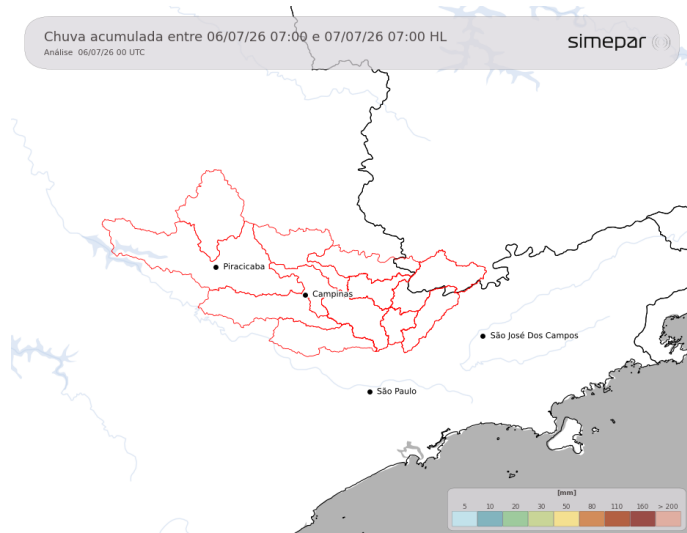 Chuva acumulada entre 06/07/26 07:00 e 07/07/26 07:00 HL
Análise 06/07/26 00 UTC
simepar
Piracicaba
Campinas
São José Dos Campos
São Paulo
[mm]
5 10 20 30 50 80 110 160 > 200